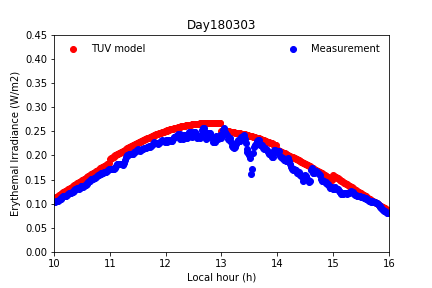 Day180303
TUV model
Measurement
Erythemal Irradiance (W/m2)
0.45
0.40
0.35
0.30
0.25
0.20
0.15
0.10
0.05
0.00
10 11 12 13 14 15 16
Local hour (h)